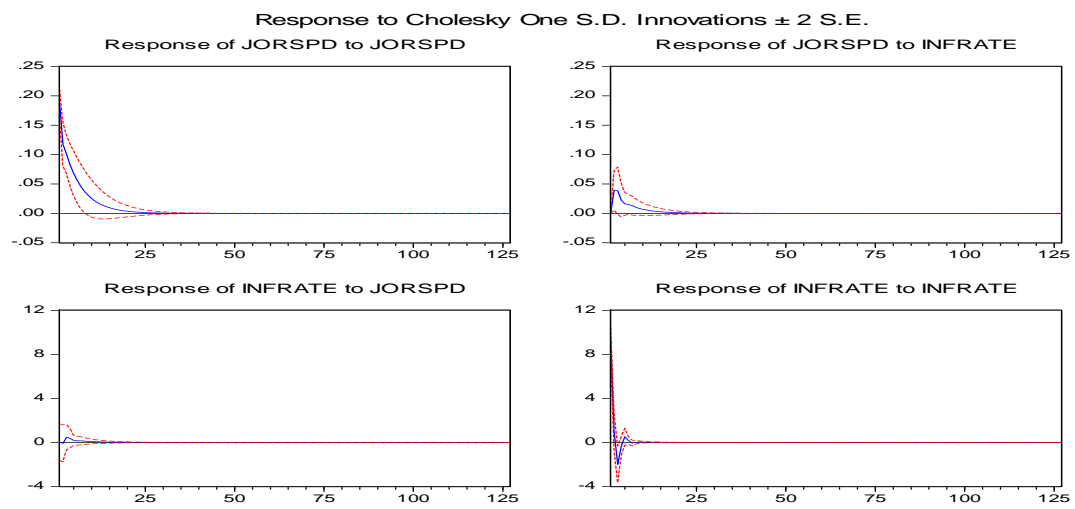 Response to Cholesky One S.D. Innovations ± 2 S.E.
Response of JORSPD to JORSPD
.25
.20
.15
.10
.05
.00
-.05
25 50 75 100 125
Response of JORSPD to INFRATE
.25
.20
.15
.10
.05
.00
-.05
25 50 75 100 125
Response of INFRATE to JORSPD
12
8
4
0
-4
25 50 75 100 125
Response of INFRATE to INFRATE
12
8
4
0
-4
25 50 75 100 125